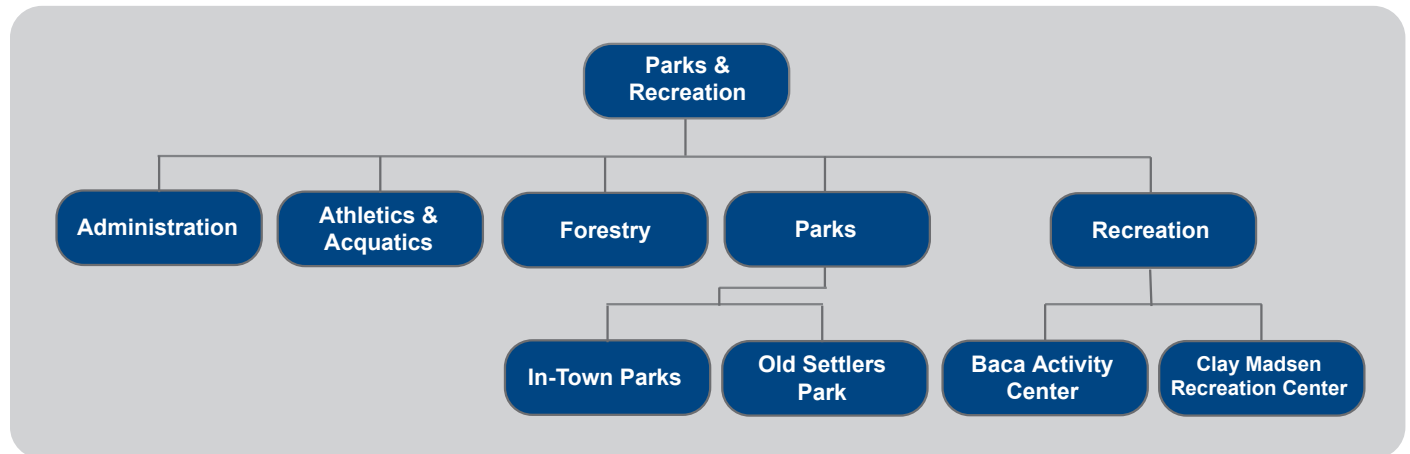 Parks &
Recreation
Administration
Athletics &
Acquatics
Forestry
Parks
Recreation
In-Town Parks
Old Settlers
Park
Baca Activity
Center
Clay Madsen
Recreation Center